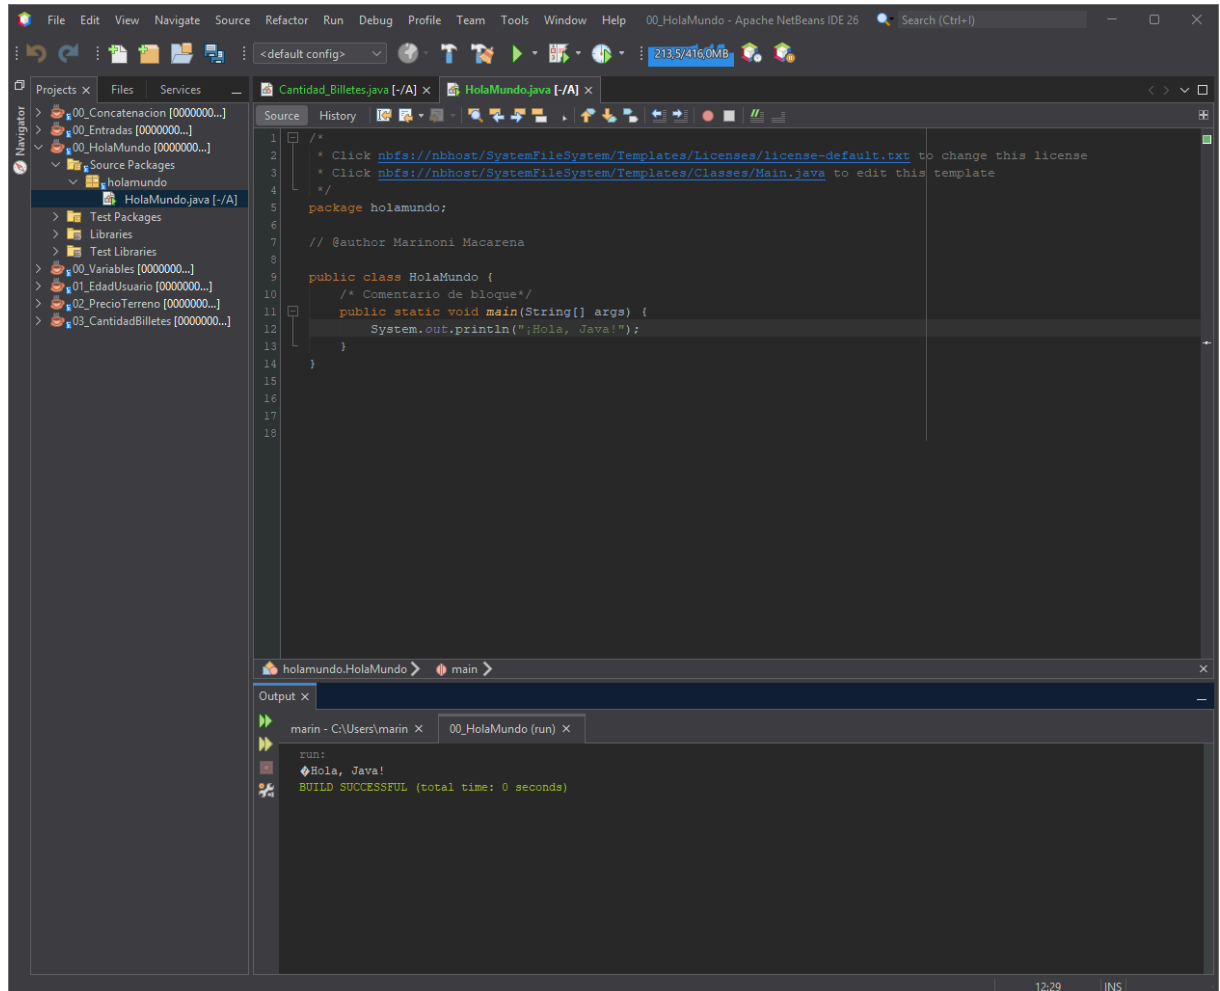 File Edit View Navigate Source Refactor Run Debug Profile Team Tools Window Help 00_HolaMundo - Apache NetBeans IDE 26 Search (Ctrl+I)
<default config> 213,5/416,0MB
Projects Files Services
Navigator
00_Concatenacion [0000000...]
00_Entradas [0000000...]
00_HolaMundo [0000000...]
Source Packages
holamundo
HolaMundo.java [-/A]
Test Packages
Libraries
Test Libraries
00_Variables [0000000...]
01_EdadUsuario [0000000...]
02_PrecioTerreno [0000000...]
03_CantidadBilletes [0000000...]
Cantidad_Billetes.java [-/A] HolaMundo.java [-/A]
Source History
1 /*
2 * Click nbfs://nbhost/SystemFileSystem/Templates/Licenses/license-default.txt to change this license
3 * Click nbfs://nbhost/SystemFileSystem/Templates/Classes/Main.java to edit this template
4 */
5 package holamundo;
6
7 // @author Marinoni Macarena
8
9 public class HolaMundo {
10 /* Comentario de bloque*/
11 public static void main(String[] args) {
12 System.out.println("¡Hola, Java!");
13 }
14 }
15
16
17
18
holamundo.HolaMundo main
Output
marin - C:\Users\marin 00_HolaMundo (run)
run:
�Hola, Java!
BUILD SUCCESSFUL (total time: 0 seconds)
12:29 INS